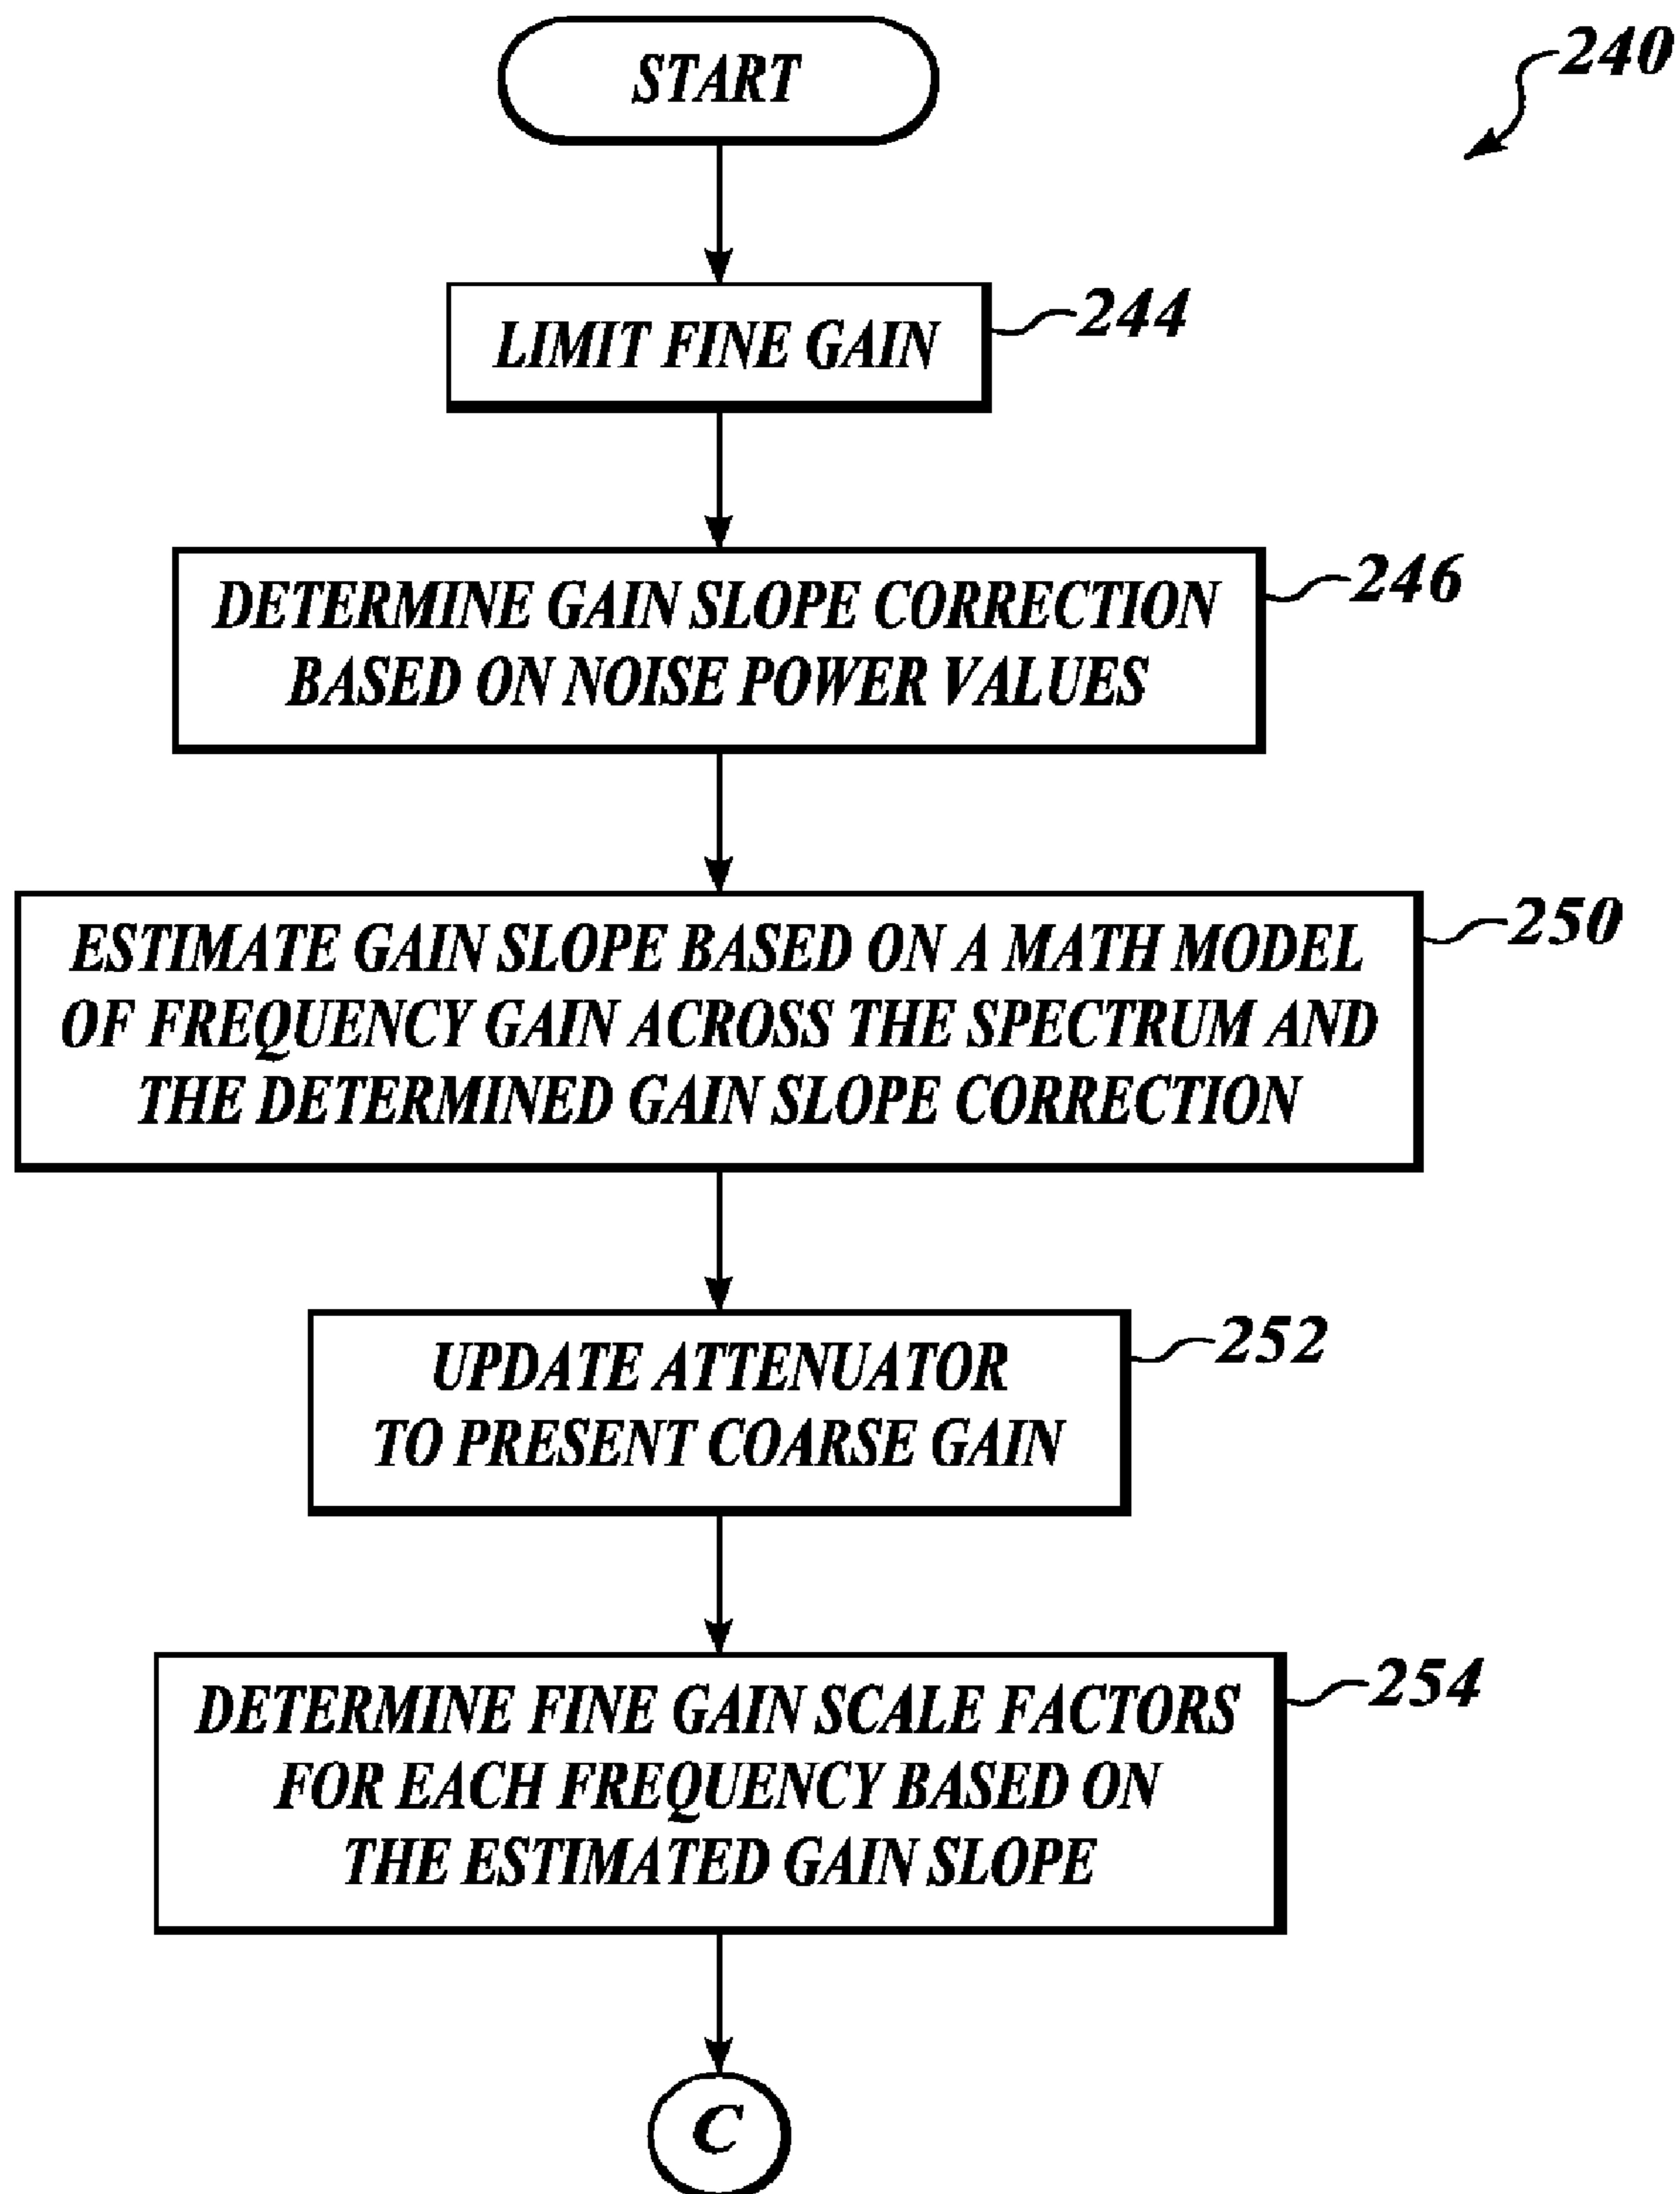 START
240
LIMIT FINE GAIN
244
DETERMINE GAIN SLOPE CORRECTION
BASED ON NOISE POWER VALUES
246
ESTIMATE GAIN SLOPE BASED ON A MATH MODEL
OF FREQUENCY GAIN ACROSS THE SPECTRUM AND
THE DETERMINED GAIN SLOPE CORRECTION
250
UPDATE ATTENUATOR
TO PRESENT COARSE GAIN
252
DETERMINE FINE GAIN SCALE FACTORS
FOR EACH FREQUENCY BASED ON
THE ESTIMATED GAIN SLOPE
254
C